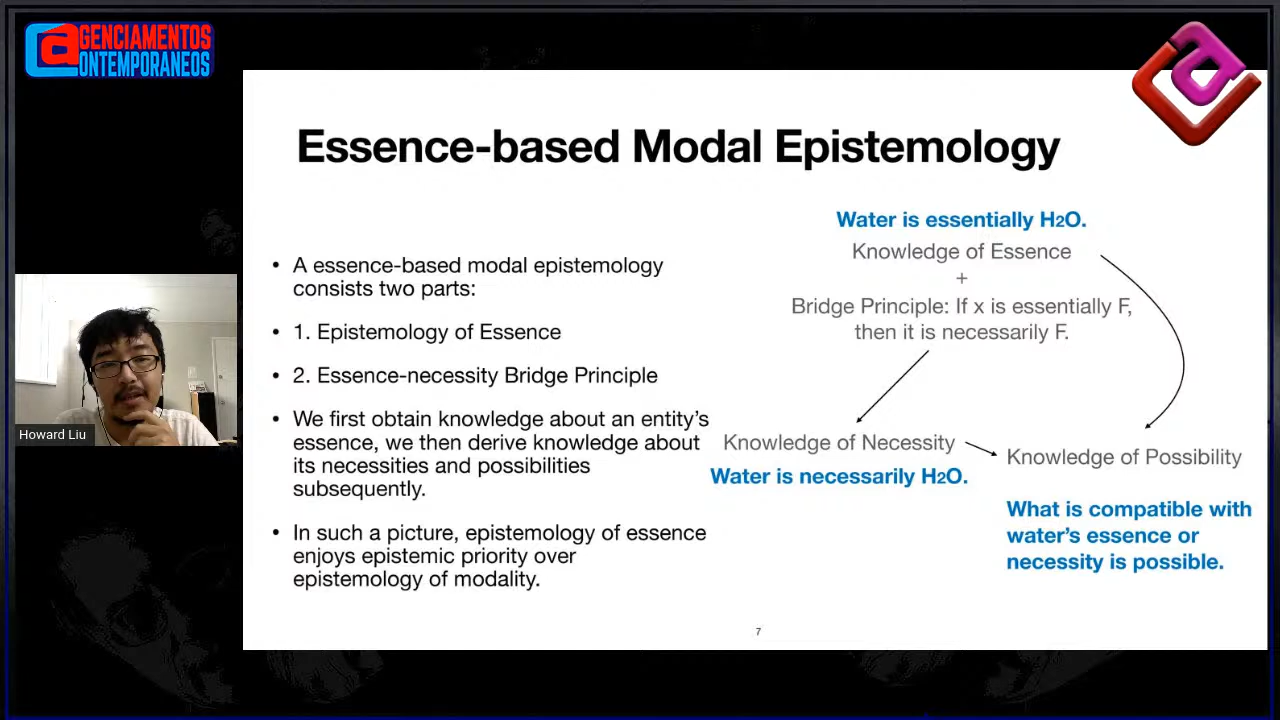 AGENCIAMENTOS
CONTEMPORANEOS
Essence-based Modal Epistemology
• A essence-based modal epistemology
consists two parts:
• 1. Epistemology of Essence
• 2. Essence-necessity Bridge Principle
• We first obtain knowledge about an entity’s
essence, we then derive knowledge about
its necessities and possibilities
subsequently.
• In such a picture, epistemology of essence
enjoys epistemic priority over
epistemology of modality.
Water is essentially H2O.
Knowledge of Essence
+
Bridge Principle: If x is essentially F,
then it is necessarily F.
Knowledge of Necessity
Water is necessarily H2O.
Knowledge of Possibility
What is compatible with
water’s essence or
necessity is possible.
7
Howard Liu